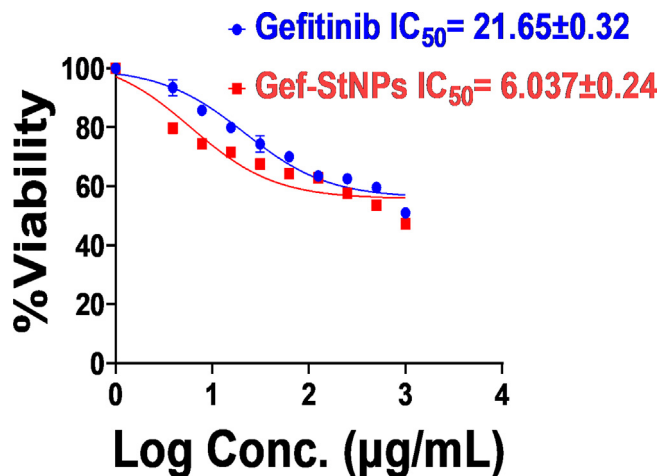 Gefitinib IC50= 21.65±0.32
Gef-StNPs IC50= 6.037±0.24
100
80
60
40
20
0
%Viability
0 1 2 3 4
Log Conc. (µg/mL)